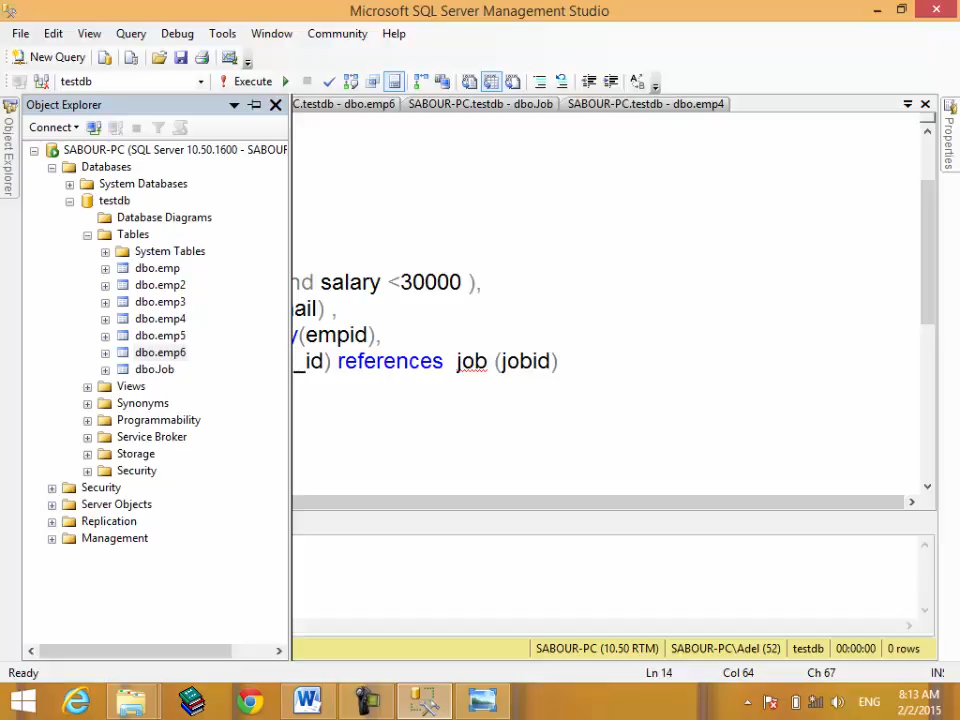 Microsoft SQL Server Management Studio
File Edit View Query Debug Tools Window Community Help
New Query
testdb Execute
Object Explorer
C.testdb - dbo.emp6 SABOUR-PC.testdb - dboJob SABOUR-PC.testdb - dbo.emp4
Connect
Object Explorer
Properties
SABOUR-PC (SQL Server 10.50.1600 - SABOUR
Databases
System Databases
testdb
Database Diagrams
Tables
System Tables
dbo.emp
dbo.emp2
dbo.emp3
dbo.emp4
dbo.emp5
dbo.emp6
dboJob
Views
Synonyms
Programmability
Service Broker
Storage
Security
Security
Server Objects
Replication
Management
nd salary <30000 ),
ail) ,
y(empid),
_id) references job (jobid)
SABOUR-PC (10.50 RTM) SABOUR-PC\Adel (52) testdb 00:00:00 0 rows
Ready Ln 14 Col 64 Ch 67 IN:
ENG
8:13 AM
2/2/2015